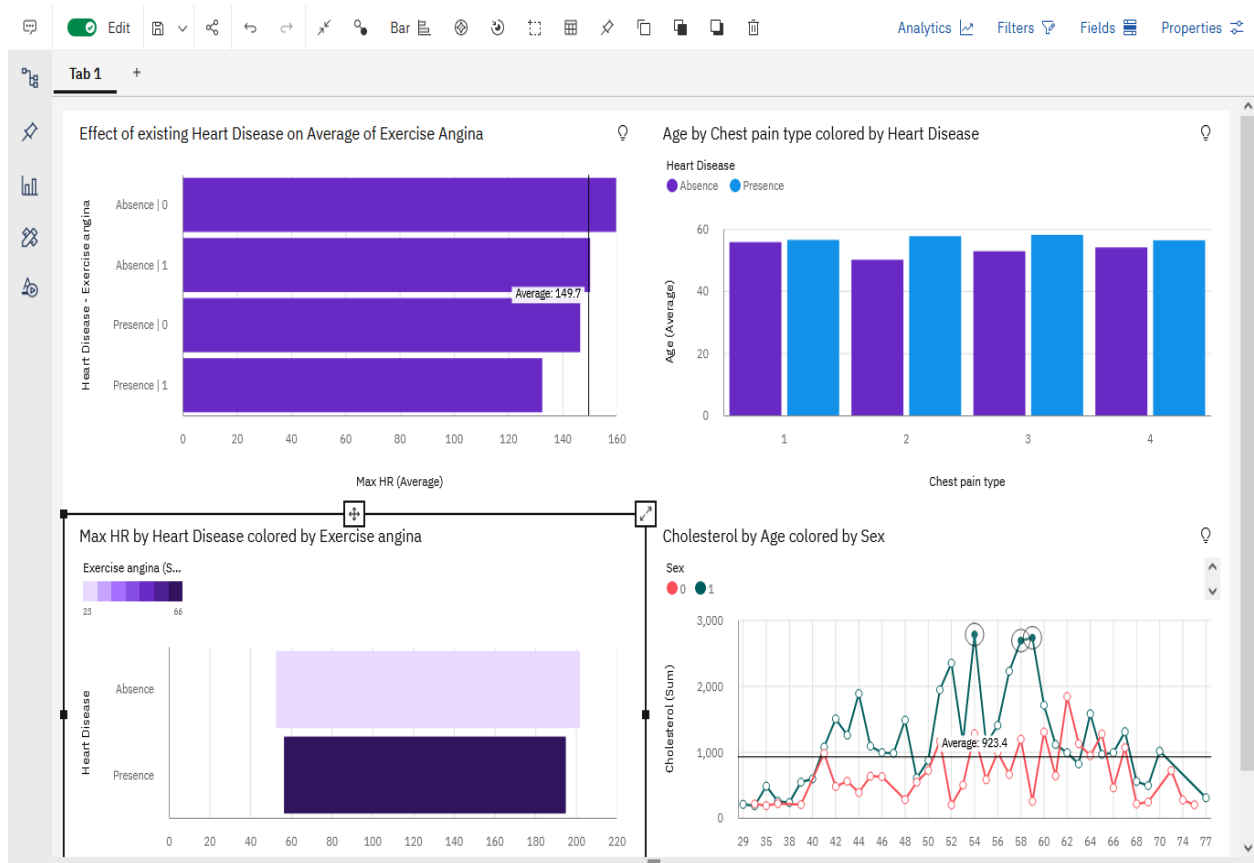 Edit
Bar
Analytics
Filters
Fields
Properties
Tab 1
+
Effect of existing Heart Disease on Average of Exercise Angina
Heart Disease - Exercise angina
Absence | 0
Absence | 1
Presence | 0
Presence | 1
Average: 149.7
0 20 40 60 80 100 120 140 160
Max HR (Average)
Age by Chest pain type colored by Heart Disease
Heart Disease
Absence Presence
Age (Average)
60
40
20
0
1 2 3 4
Chest pain type
Max HR by Heart Disease colored by Exercise angina
Exercise angina (S...
23 66
Heart Disease
Absence
Presence
0 20 40 60 80 100 120 140 160 180 200 220
Cholesterol by Age colored by Sex
Sex
0 1
Cholesterol (Sum)
3,000
2,000
1,000
0
Average: 923.4
29 35 38 40 42 44 46 48 50 52 54 56 58 60 62 64 66 68 70 74 77